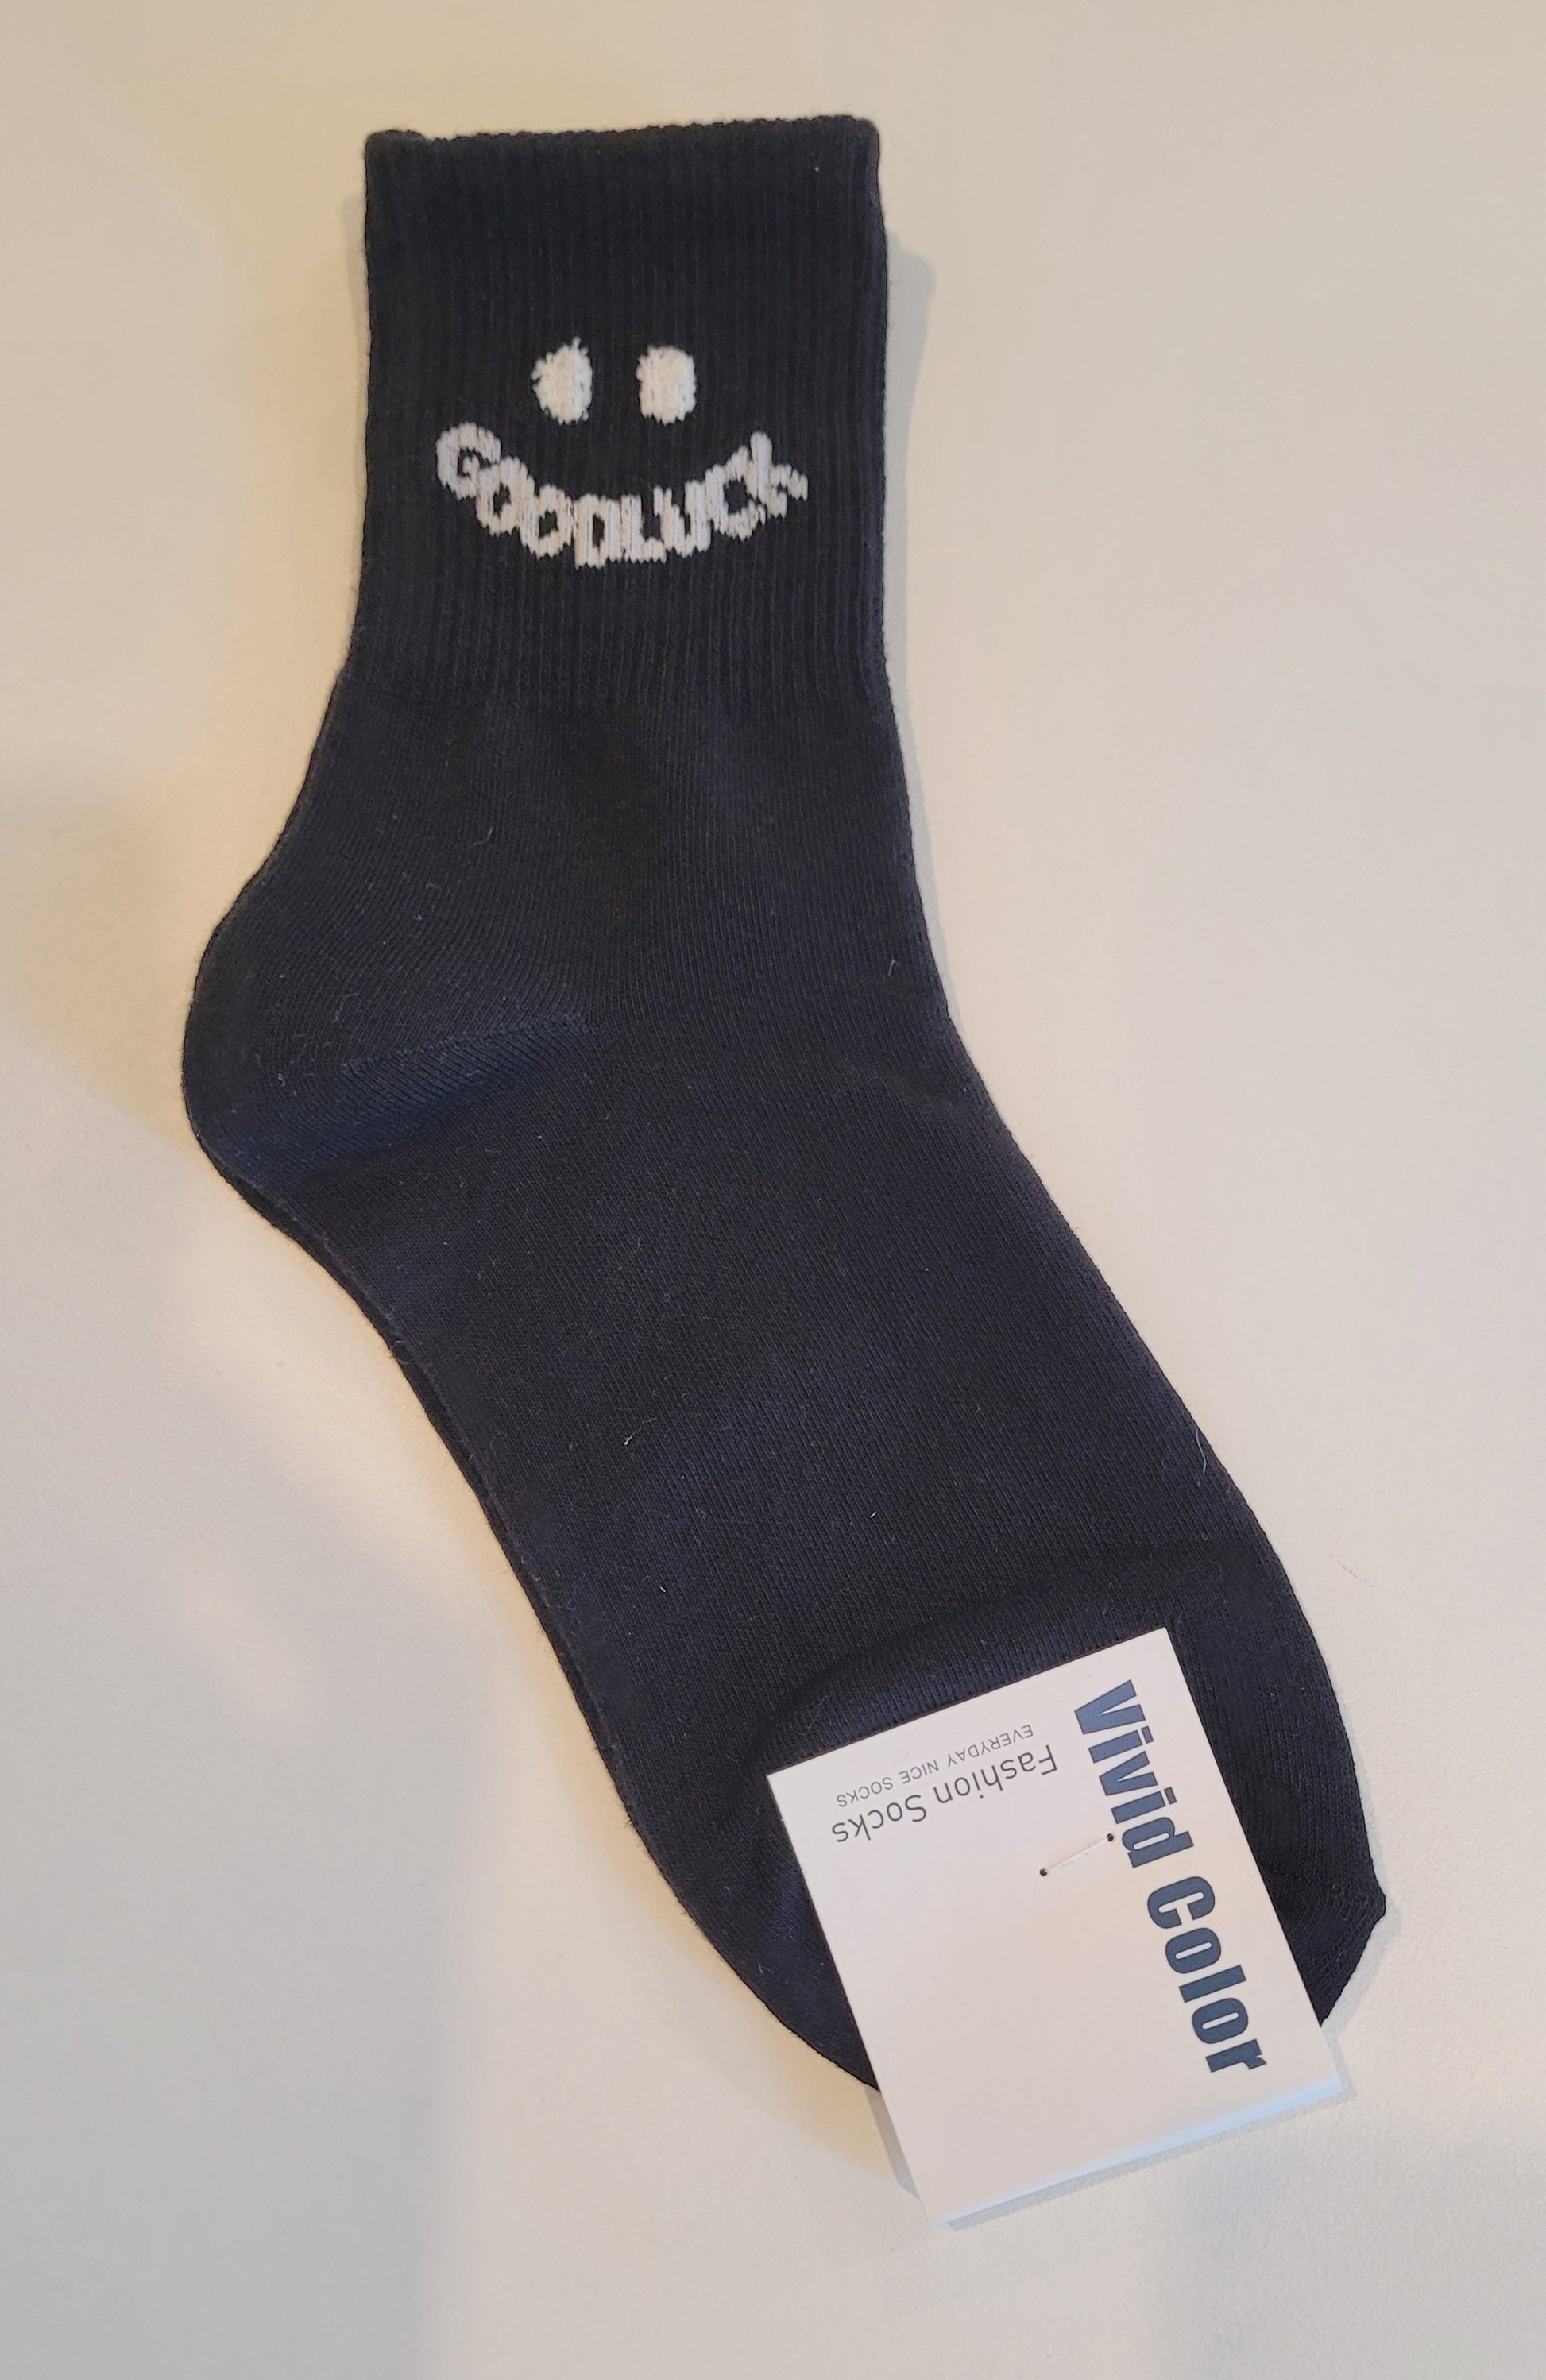 GOODLUCK
Vivid Color
Fashion Socks
EVERYDAY NICE SOCKS